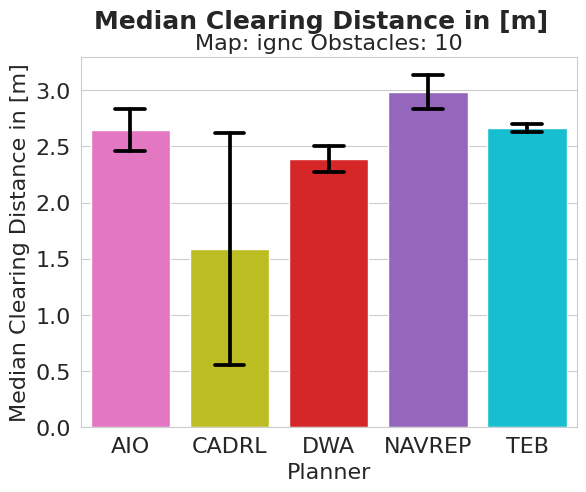 Median Clearing Distance in [m]
Map: ignc Obstacles: 10
Median Clearing Distance in [m]
3.0
2.5
2.0
1.5
1.0
0.5
0.0
AIO CADRL DWA NAVREP TEB
Planner